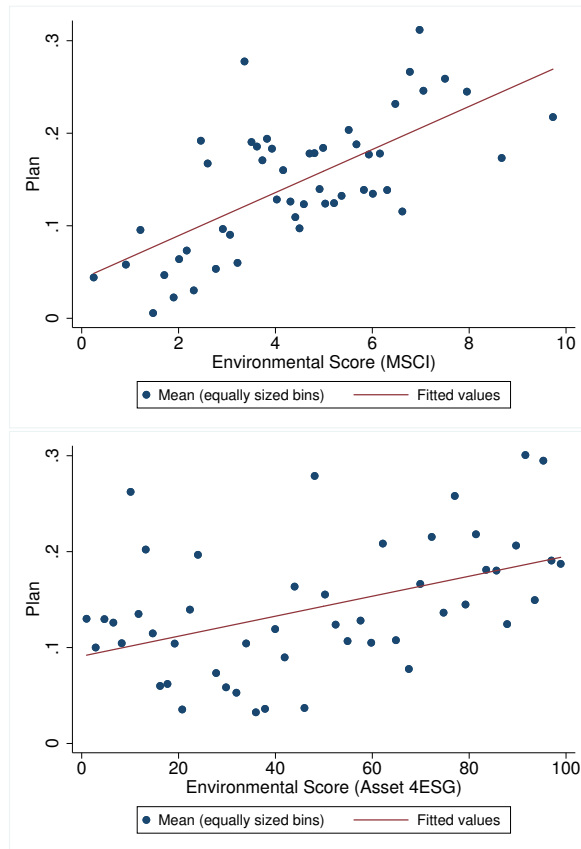 .3
.2
.1
0
Plan
0 2 4 6 8 10
Environmental Score (MSCI)
Mean (equally sized bins) Fitted values
.3
.2
.1
0
Plan
0 20 40 60 80 100
Environmental Score (Asset 4ESG)
Mean (equally sized bins) Fitted values